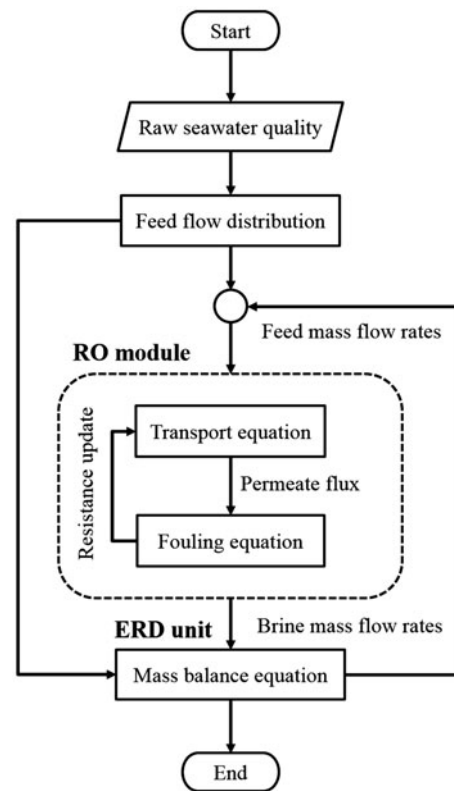 Start
Raw seawater quality
Feed flow distribution
Feed mass flow rates
RO module
Transport equation
Resistance update
Permeate flux
Fouling equation
ERD unit
Brine mass flow rates
Mass balance equation
End